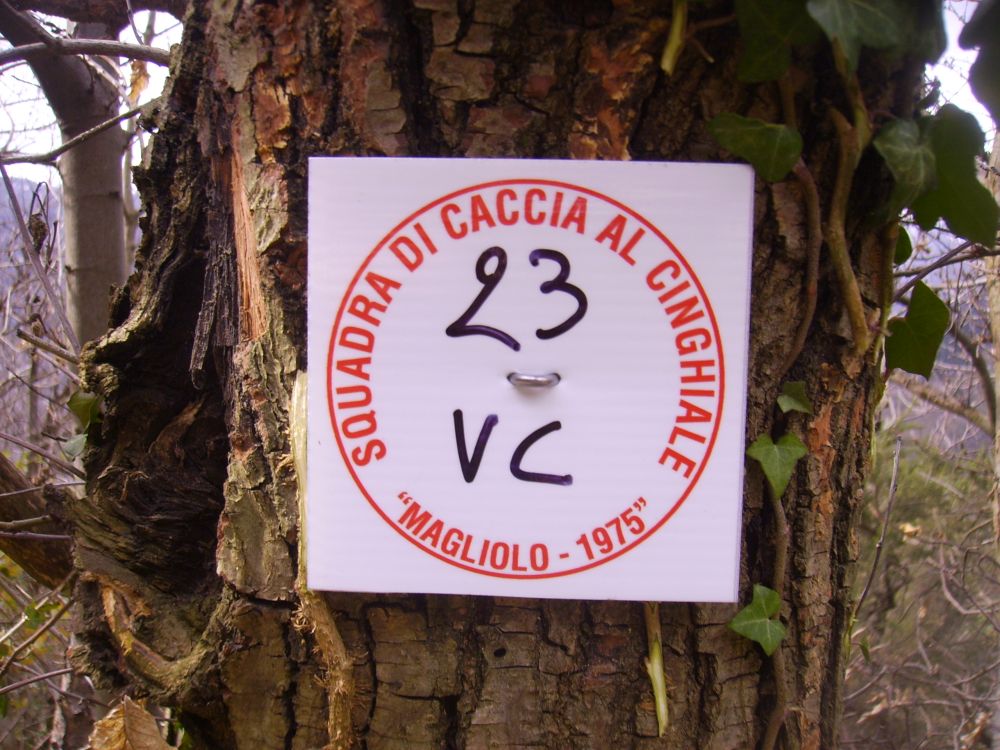 SQUADRA DI CACCIA AL CINGHIALE
23
VC
"MAGLIOLO - 1975"